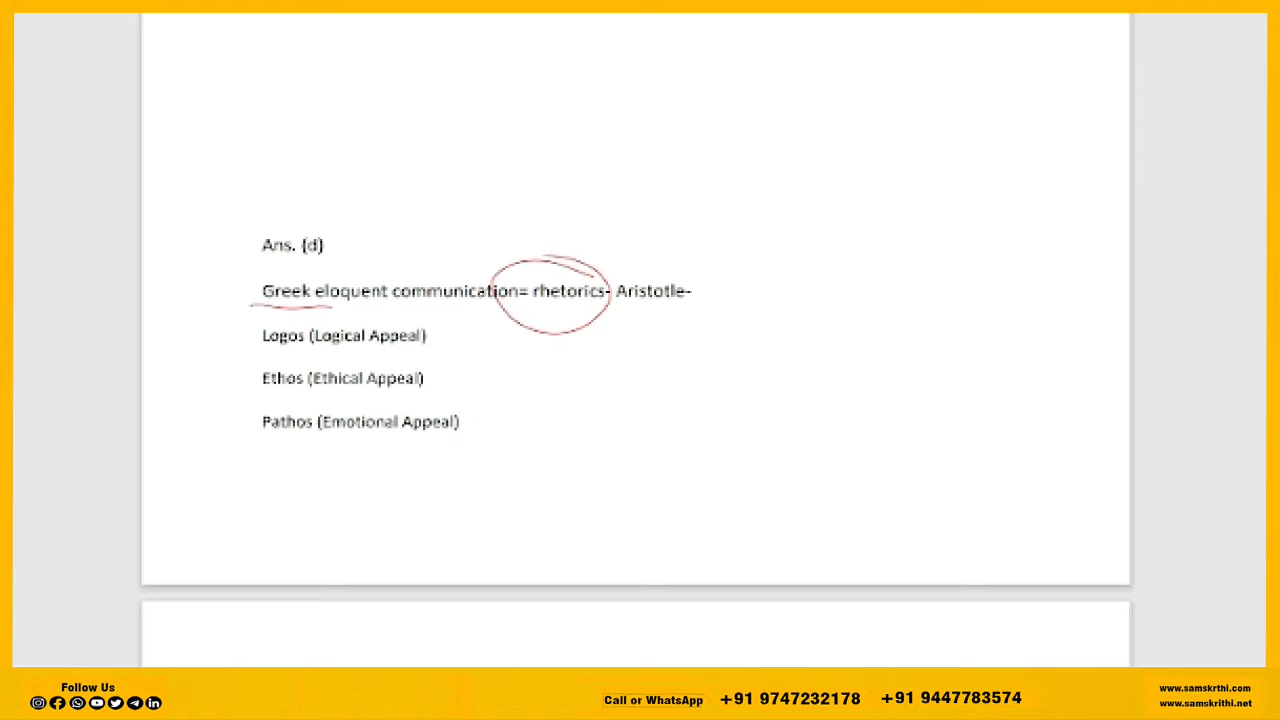 Ans. (d)
Greek eloquent communication= rhetorics- Aristotle-
Logos (Logical Appeal)
Ethos (Ethical Appeal)
Pathos (Emotional Appeal)
Follow Us
Call or WhatsApp +91 9747232178 +91 9447783574
www.samskrthi.com
www.samskrithi.net